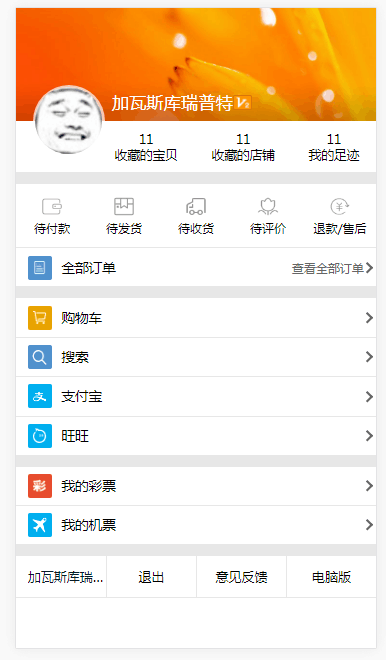 加瓦斯库瑞普特
11 11 11
收藏的宝贝 收藏的店铺 我的足迹
待付款 待发货 待收货 待评价 退款/售后
全部订单 查看全部订单
购物车
搜索
支付宝
旺旺
我的彩票
我的机票
加瓦斯库瑞... 退出 意见反馈 电脑版